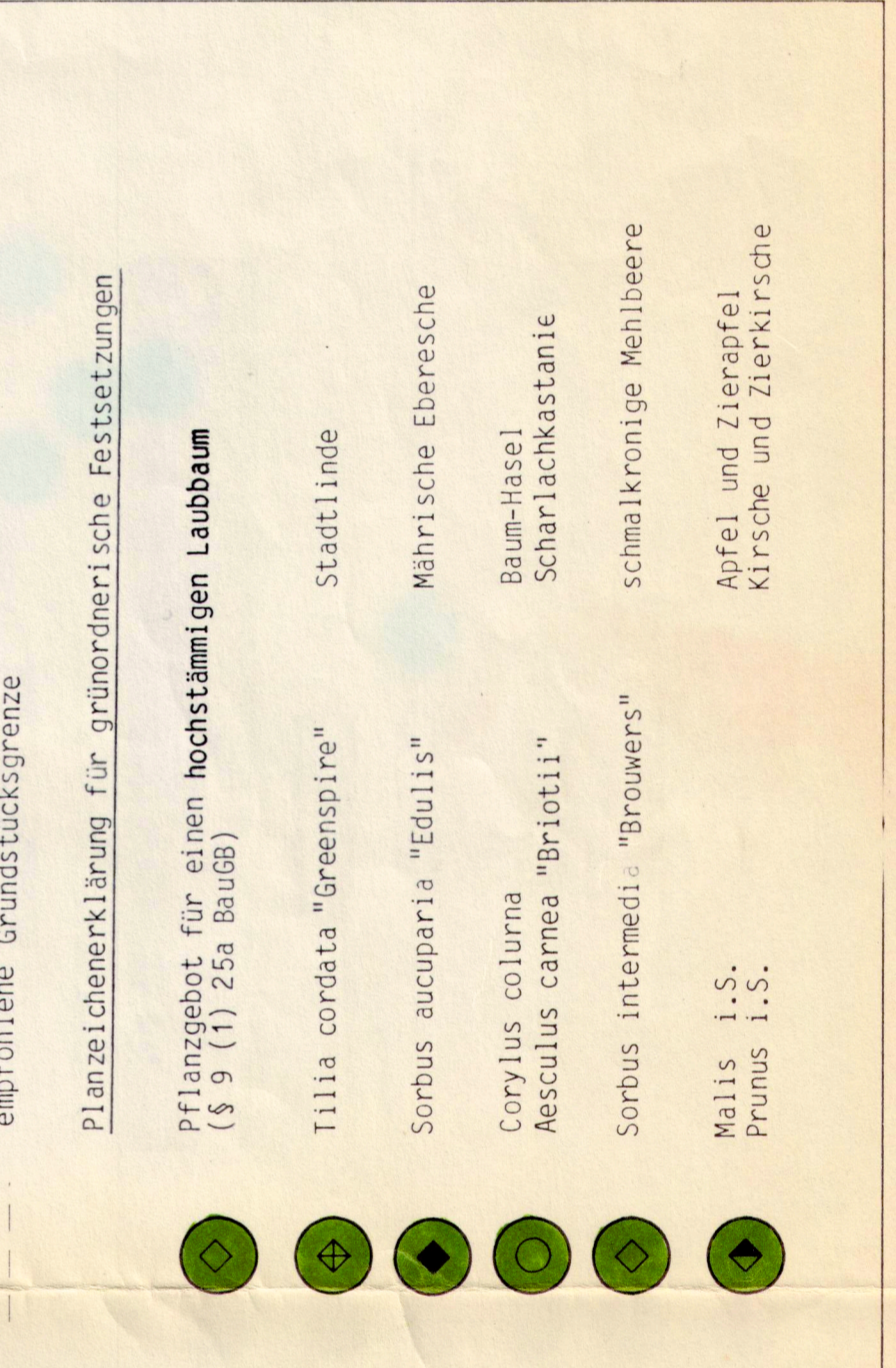 empfohlene Grundstücksgrenze
Planzeichenerklärung für grünordnerische Festsetzungen
Pflanzgebot für einen hochstämmigen Laubbaum
(§ 9 (1) 25a BauGB)
Tilia cordata "Greenspire" Stadtlinde
Sorbus aucuparia "Edulis" Mährische Eberesche
Corylus colurna Baum-Hasel
Aesculus carnea "Briotii" Scharlachkastanie
Sorbus intermedia "Brouwers" schmalkronige Mehlbeere
Malis i.S. Apfel und Zierapfel
Prunus i.S. Kirsche und Zierkirsche